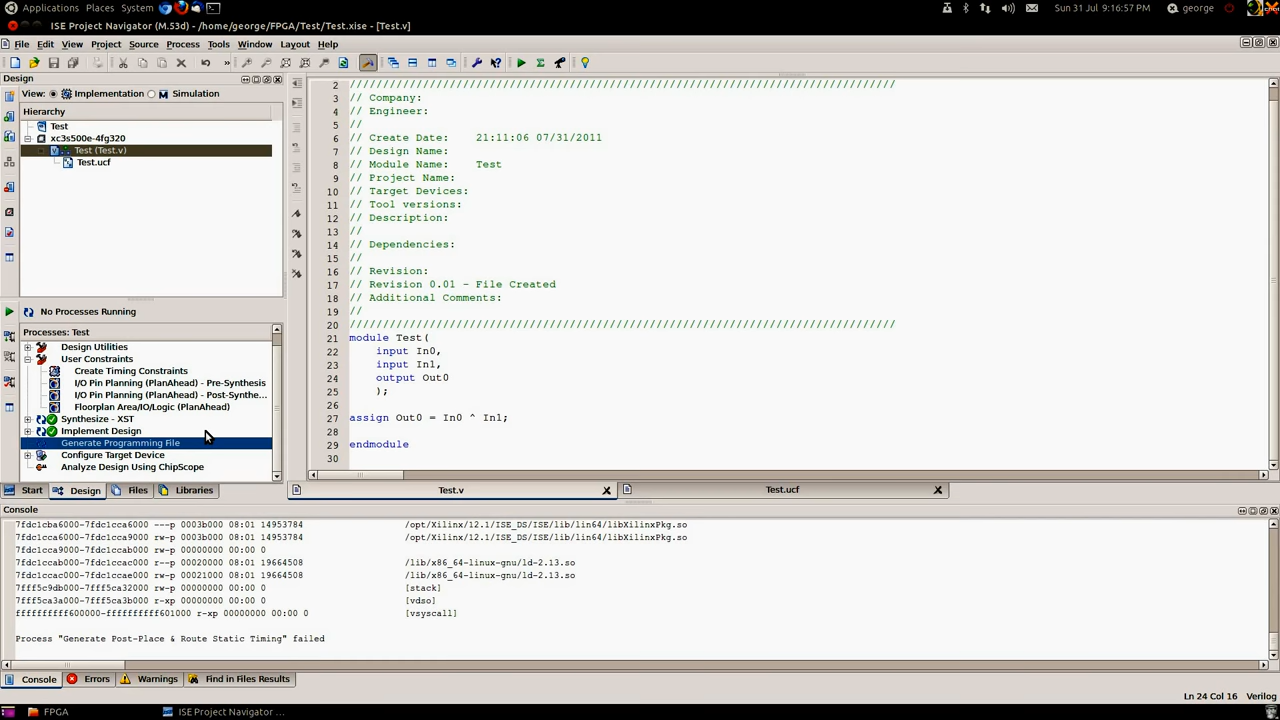 Applications Places System
Sun 31 Jul 9:16:57 PM
george
ISE Project Navigator (M.53d) - /home/george/FPGA/Test/Test.xise - [Test.v]
File Edit View Project Source Process Tools Window Layout Help
Design
View: Implementation Simulation
Hierarchy
Test
xc3s500e-4fg320
Test (Test.v)
Test.ucf
No Processes Running
Processes: Test
Design Utilities
User Constraints
Create Timing Constraints
I/O Pin Planning (PlanAhead) - Pre-Synthesis
I/O Pin Planning (PlanAhead) - Post-Synthe...
Floorplan Area/IO/Logic (PlanAhead)
Synthesize - XST
Implement Design
Generate Programming File
Configure Target Device
Analyze Design Using ChipScope
Start Design Files Libraries
2 //////////////////////////////////////////////////////////////////////////////////
3 // Company:
4 // Engineer:
5 //
6 // Create Date: 21:11:06 07/31/2011
7 // Design Name:
8 // Module Name: Test
9 // Project Name:
10 // Target Devices:
11 // Tool versions:
12 // Description:
13 //
14 // Dependencies:
15 //
16 // Revision:
17 // Revision 0.01 - File Created
18 // Additional Comments:
19 //
20 //////////////////////////////////////////////////////////////////////////////////
21 module Test(
22 input In0,
23 input In1,
24 output Out0
25 );
26
27 assign Out0 = In0 ^ In1;
28
29 endmodule
30
Test.v Test.ucf
Console
7fdc1cba6000-7fdc1cca6000 ---p 0003b000 08:01 14953784 /opt/Xilinx/12.1/ISE_DS/ISE/lib/lin64/libXilinxPkg.so
7fdc1cca6000-7fdc1cca9000 rw-p 0003b000 08:01 14953784 /opt/Xilinx/12.1/ISE_DS/ISE/lib/lin64/libXilinxPkg.so
7fdc1cca9000-7fdc1ccab000 rw-p 00000000 00:00 0
7fdc1ccab000-7fdc1ccac000 r--p 00020000 08:01 19664508 /lib/x86_64-linux-gnu/ld-2.13.so
7fdc1ccac000-7fdc1ccae000 rw-p 00021000 08:01 19664508 /lib/x86_64-linux-gnu/ld-2.13.so
7fff5c9db000-7fff5ca32000 rw-p 00000000 00:00 0 [stack]
7fff5ca3a000-7fff5ca3b000 r-xp 00000000 00:00 0 [vdso]
ffffffffff600000-ffffffffff601000 r-xp 00000000 00:00 0 [vsyscall]
Process "Generate Post-Place & Route Static Timing" failed
Console Errors Warnings Find in Files Results
Ln 24 Col 16 Verilog
FPGA ISE Project Navigator ...